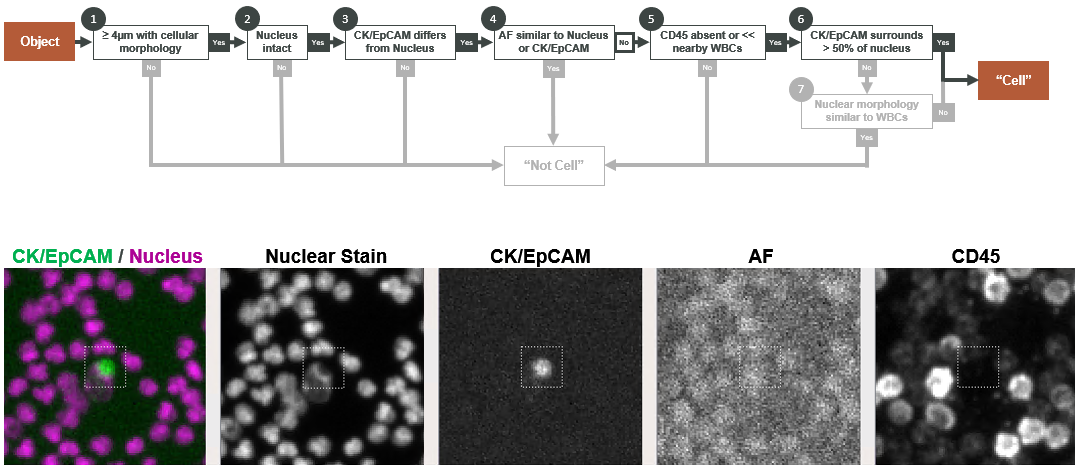 Object
1
≥ 4µm with cellular
morphology
Yes
No
2
Nucleus
intact
Yes
No
3
CK/EpCAM differs
from Nucleus
Yes
No
4
AF similar to Nucleus
or CK/EpCAM
No
Yes
5
CD45 absent or <<
nearby WBCs
Yes
No
6
CK/EpCAM surrounds
> 50% of nucleus
Yes
No
7
Nuclear morphology
similar to WBCs
No
Yes
“Cell”
“Not Cell”
CK/EpCAM / Nucleus
Nuclear Stain
CK/EpCAM
AF
CD45